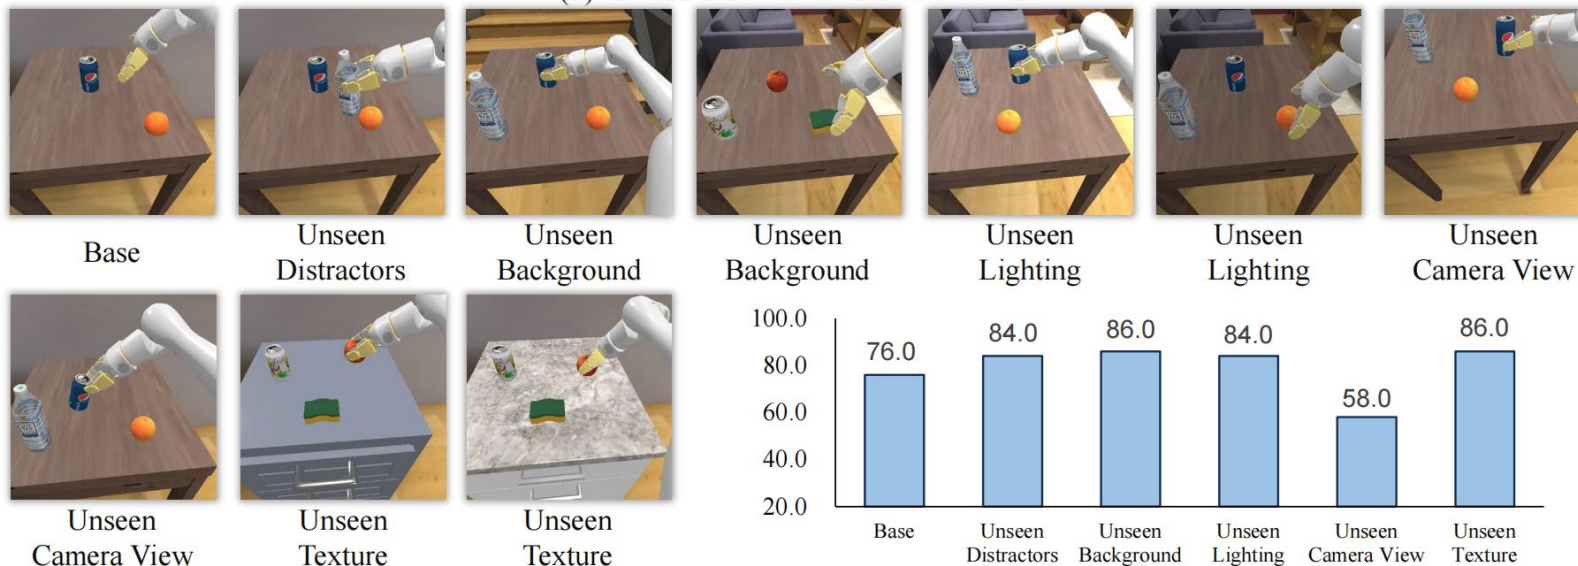 Base
Unseen
Distractors
Unseen
Background
Unseen
Background
Unseen
Lighting
Unseen
Lighting
Unseen
Camera View
Unseen
Camera View
Unseen
Texture
Unseen
Texture
100.0
80.0
60.0
40.0
20.0
76.0
84.0
86.0
84.0
58.0
86.0
Base
Unseen
Distractors
Unseen
Background
Unseen
Lighting
Unseen
Camera View
Unseen
Texture